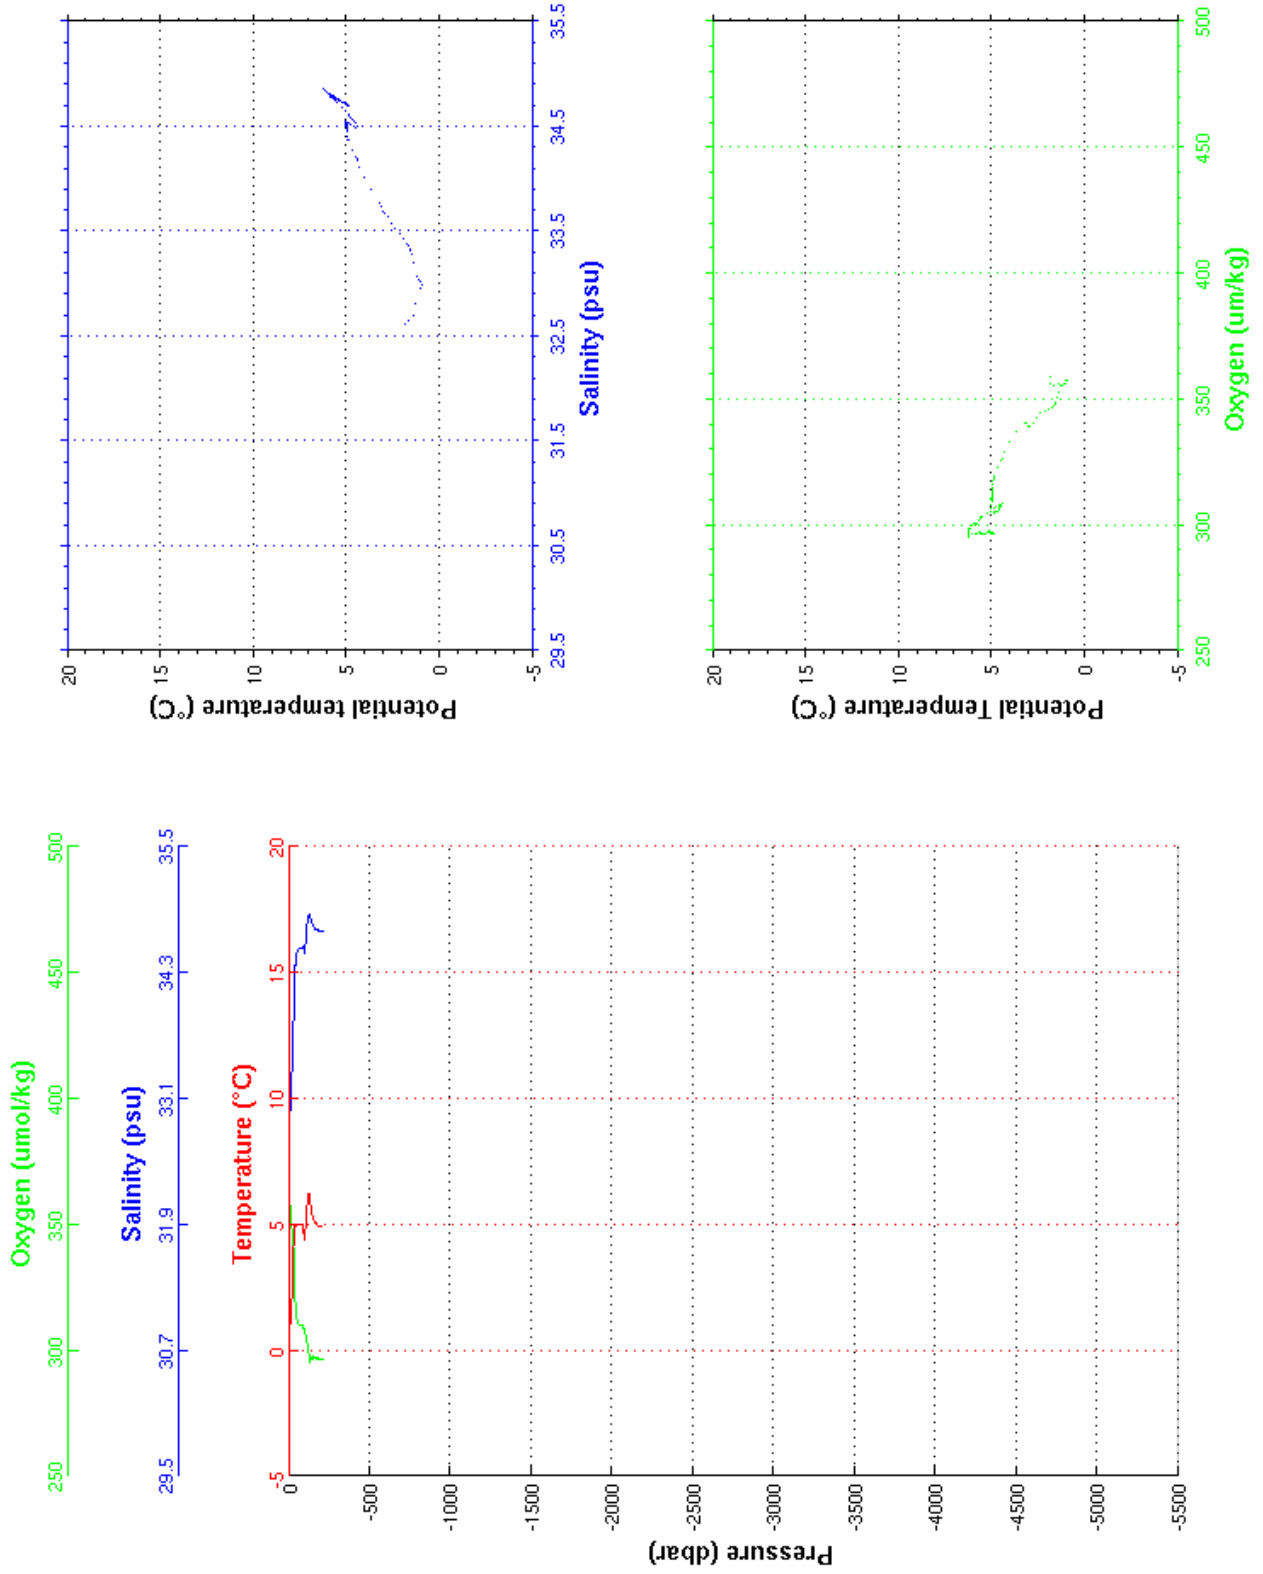 Oxygen (umol/kg)
250 300 350 400 450 500
Salinity (psu)
29.5 30.7 31.9 33.1 34.3 35.5
Temperature (°C)
-5 0 5 10 15 20
0
-500
-1000
-1500
-2000
-2500
-3000
-3500
-4000
-4500
-5000
-5500
Pressure (dbar)
20
15
10
5
0
-5
Potential temperature (°C)
29.5 30.5 31.5 32.5 33.5 34.5 35.5
Salinity (psu)
20
15
10
5
0
-5
Potential Temperature (°C)
250 300 350 400 450 500
Oxygen (um/kg)